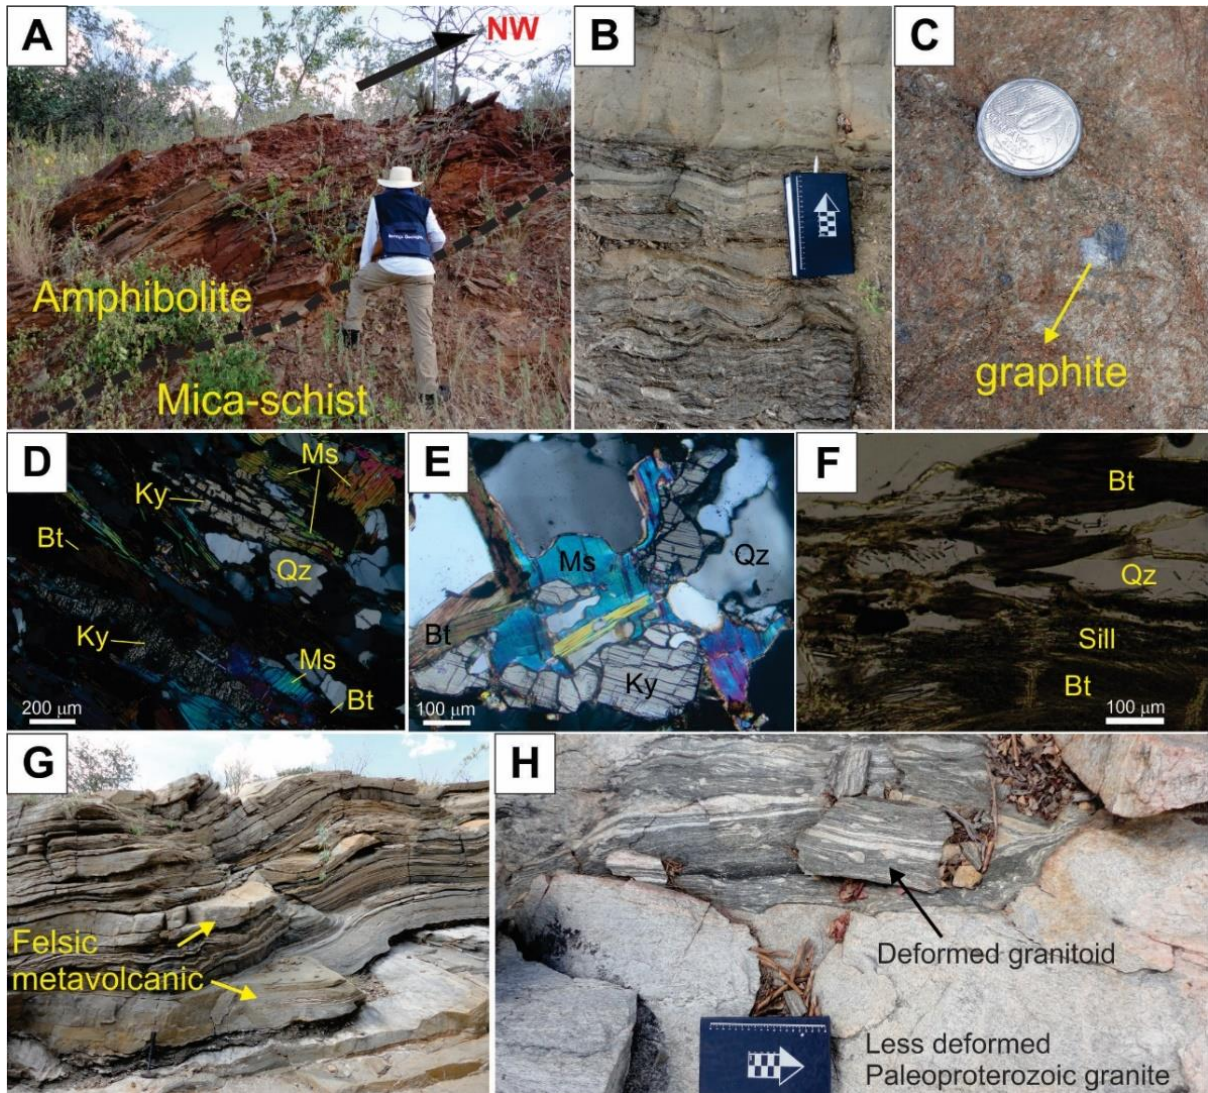 A
NW
Amphibolite
Mica-schist
B
C
graphite
D
Ms
Ky
Bt
Qz
Ky
Ms
Bt
200 μm
E
Ms
Qz
Bt
Ky
100 μm
F
Bt
Qz
Sill
Bt
100 μm
G
Felsic
metavolcanic
H
Deformed granitoid
Less deformed
Paleoproterozoic granite